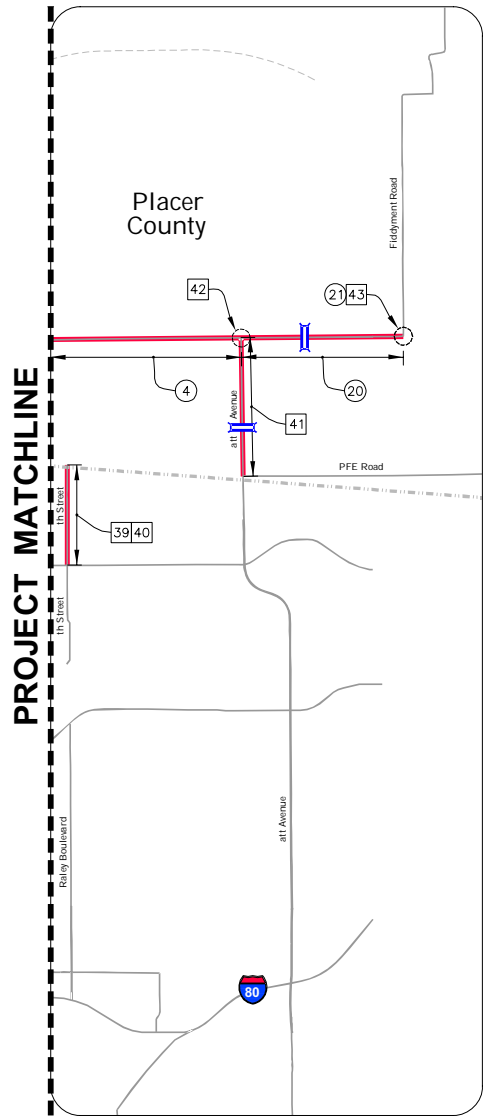 Placer
County
Fiddyment Road
42
21 43
4
20
att Avenue
41
PFE Road
th Street
39 40
th Street
PROJECT MATCHLINE
Raley Boulevard
att Avenue
80